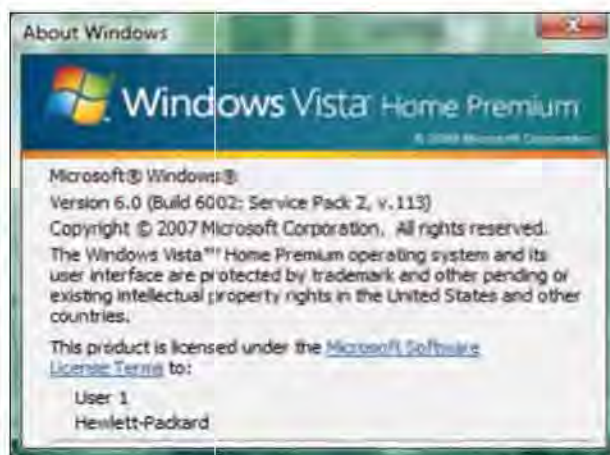 About Windows
Windows Vista™ Home Premium
Microsoft Corporation
Microsoft® Windows®
Version 6.0 (Build 6002: Service Pack 2, v.113)
Copyright © 2007 Microsoft Corporation. All rights reserved.
The Windows Vista™ Home Premium operating system and its
user interface are protected by trademark and other pending or
existing intellectual property rights in the United States and other
countries.
This product is licensed under the Microsoft Software
License Terms to:
User 1
Hewlett-Packard